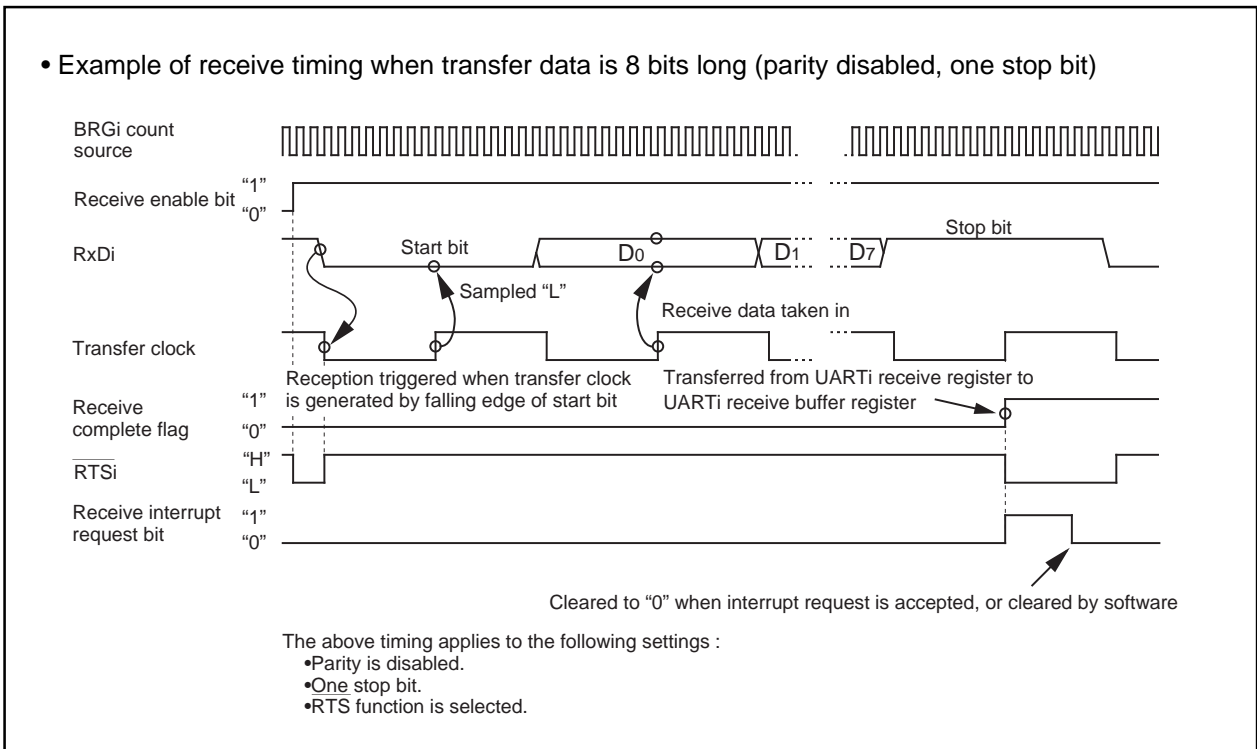 • Example of receive timing when transfer data is 8 bits long (parity disabled, one stop bit)
BRGi count
source
Receive enable bit
“1”
“0”
RxDi
Start bit
D0
D1
D7
Stop bit
Sampled “L”
Receive data taken in
Transfer clock
Reception triggered when transfer clock
is generated by falling edge of start bit
Transferred from UARTi receive register to
UARTi receive buffer register
Receive
complete flag
“1”
“0”
RTSi
“H”
“L”
Receive interrupt
request bit
“1”
“0”
Cleared to “0” when interrupt request is accepted, or cleared by software
The above timing applies to the following settings :
•Parity is disabled.
•One stop bit.
•RTS function is selected.